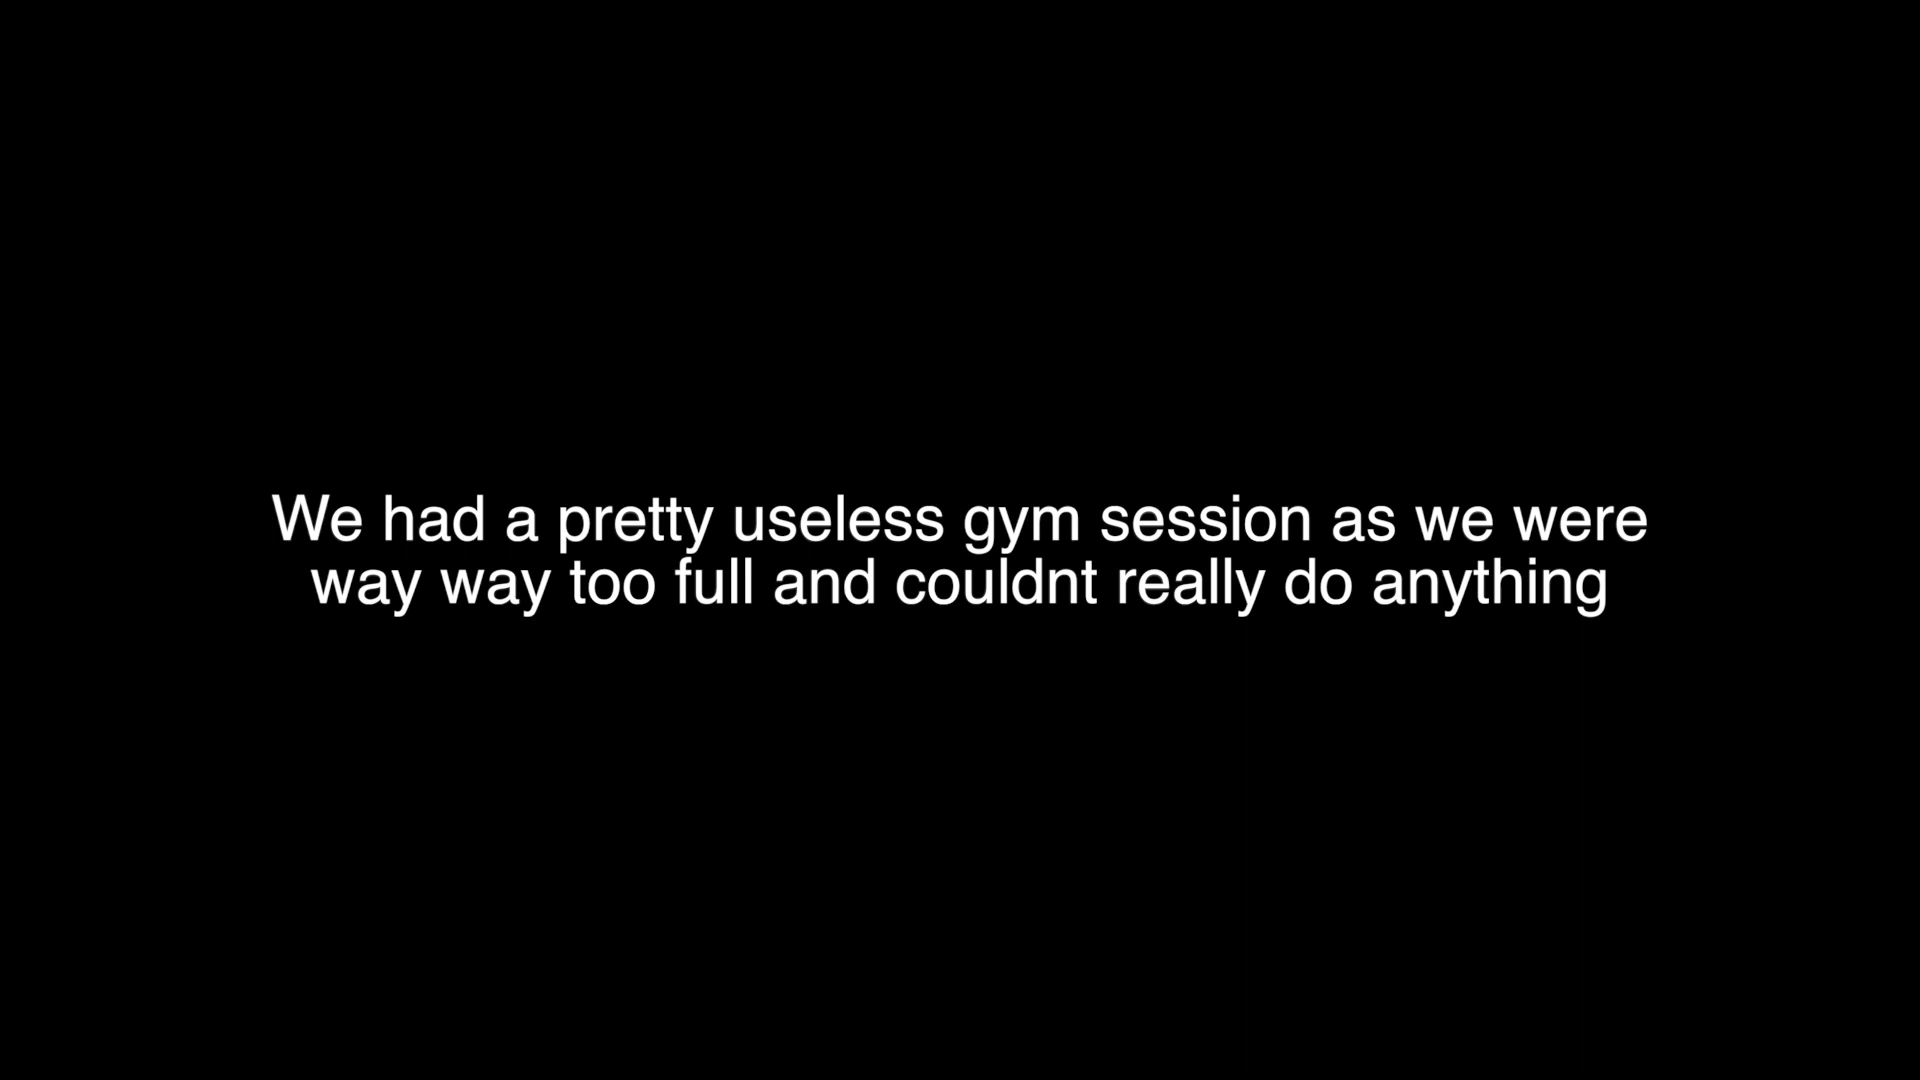 We had a pretty useless gym session as we were
way way too full and couldnt really do anything